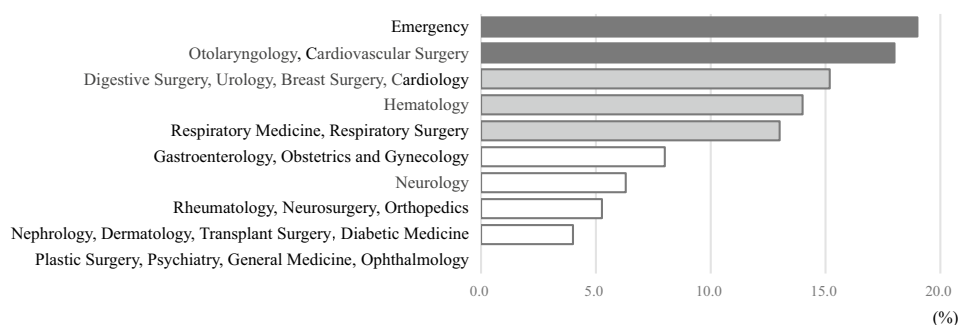 Emergency
Otolaryngology, Cardiovascular Surgery
Digestive Surgery, Urology, Breast Surgery, Cardiology
Hematology
Respiratory Medicine, Respiratory Surgery
Gastroenterology, Obstetrics and Gynecology
Neurology
Rheumatology, Neurosurgery, Orthopedics
Nephrology, Dermatology, Transplant Surgery, Diabetic Medicine
Plastic Surgery, Psychiatry, General Medicine, Ophthalmology
0.0 5.0 10.0 15.0 20.0
(%)